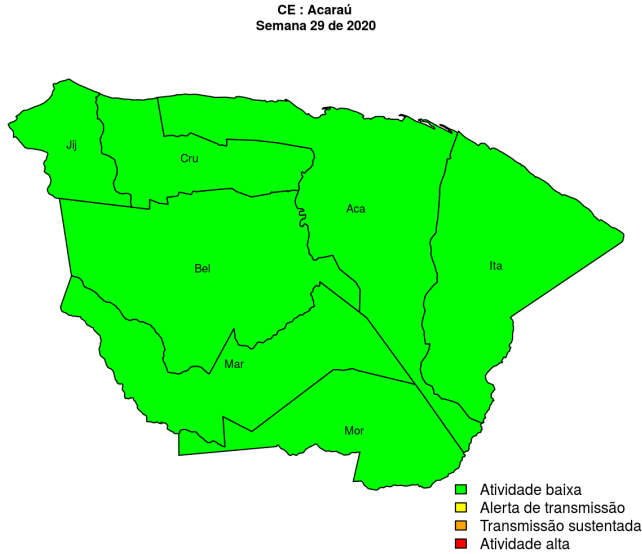 CE : Acaraú
Semana 29 de 2020
Jij
Cru
Aca
Bel
Ita
Mar
Mor
Atividade baixa
Alerta de transmissão
Transmissão sustentada
Atividade alta